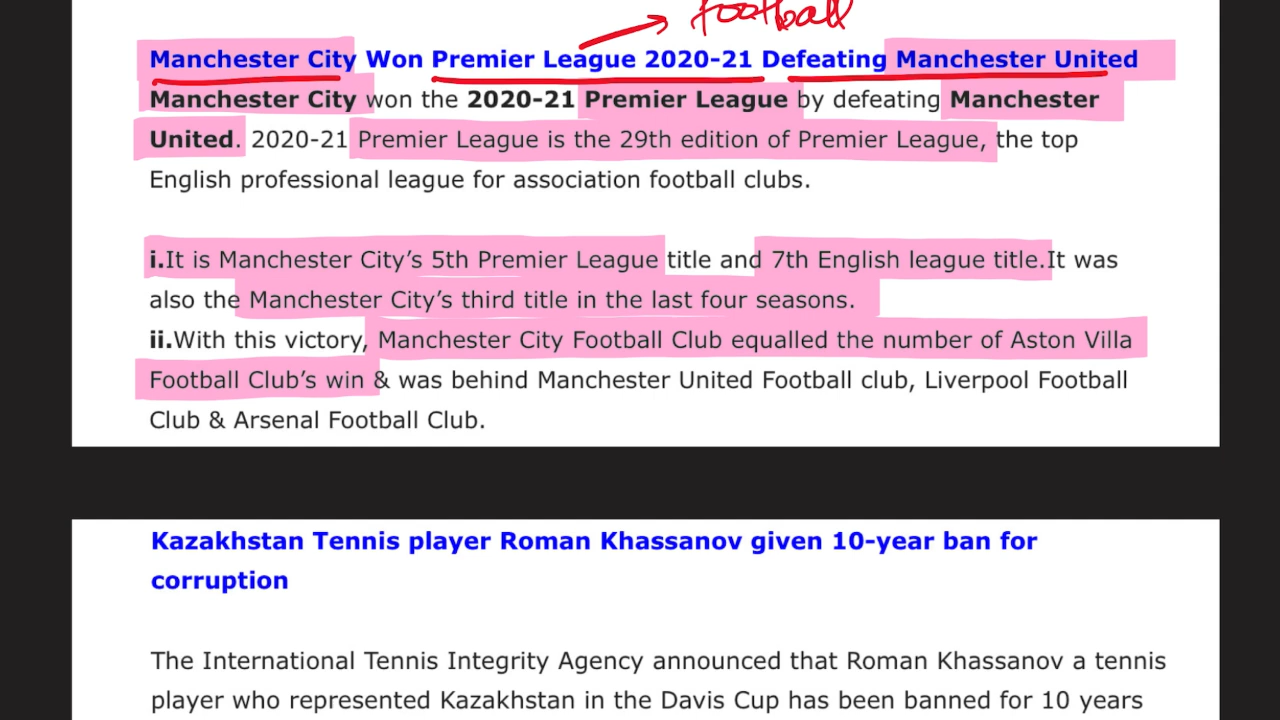 football
Manchester City Won Premier League 2020-21 Defeating Manchester United
Manchester City won the 2020-21 Premier League by defeating Manchester
United. 2020-21 Premier League is the 29th edition of Premier League, the top
English professional league for association football clubs.
i.It is Manchester City’s 5th Premier League title and 7th English league title.It was
also the Manchester City’s third title in the last four seasons.
ii.With this victory, Manchester City Football Club equalled the number of Aston Villa
Football Club’s win & was behind Manchester United Football club, Liverpool Football
Club & Arsenal Football Club.
Kazakhstan Tennis player Roman Khassanov given 10-year ban for
corruption
The International Tennis Integrity Agency announced that Roman Khassanov a tennis
player who represented Kazakhstan in the Davis Cup has been banned for 10 years